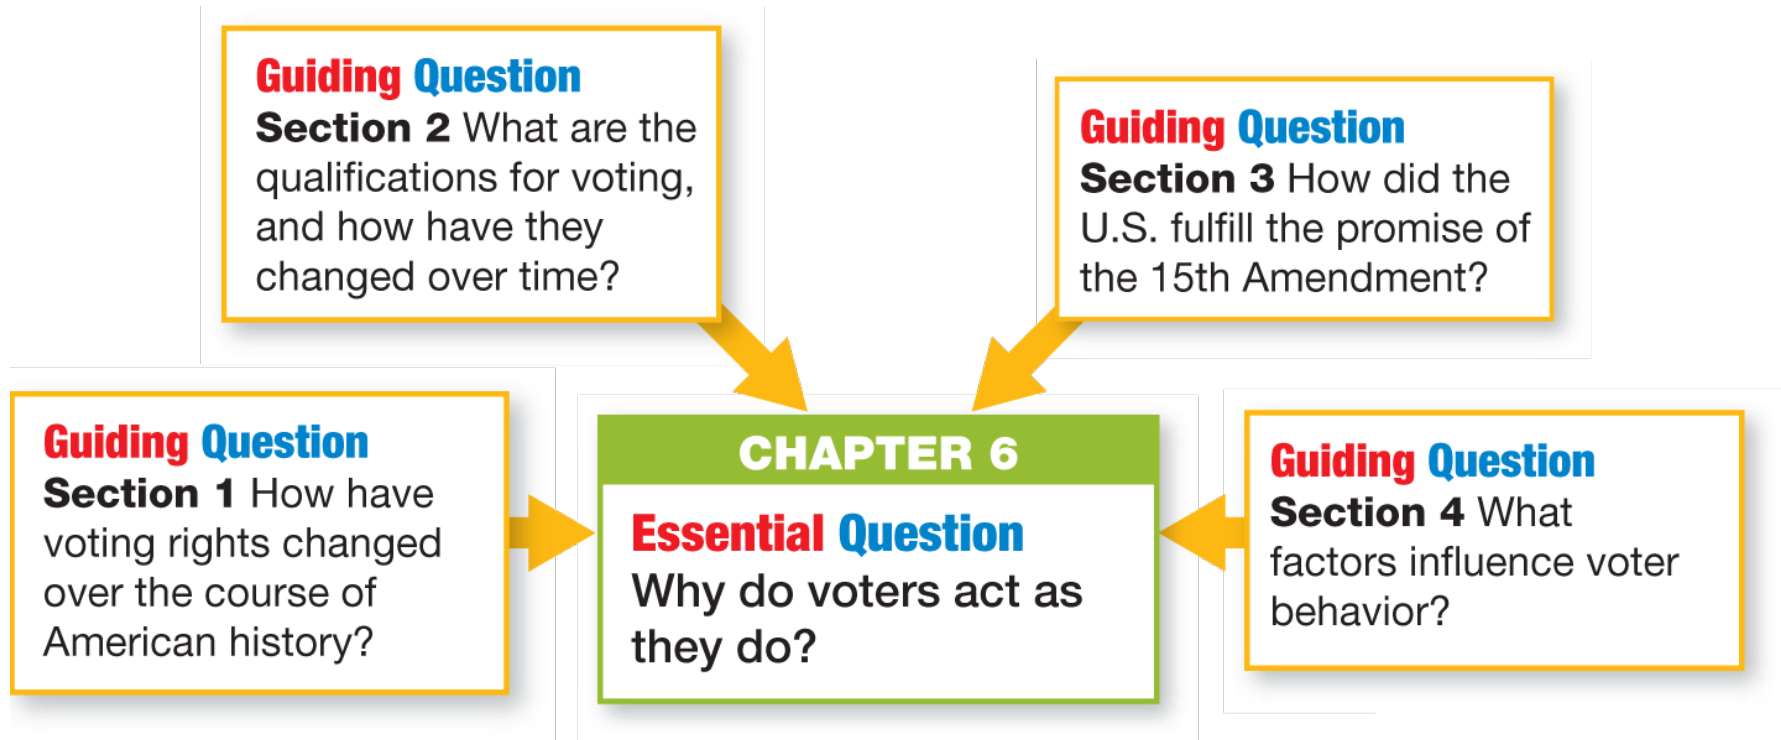 Guiding Question
Section 1 How have
voting rights changed
over the course of
American history?
Guiding Question
Section 2 What are the
qualifications for voting,
and how have they
changed over time?
Guiding Question
Section 3 How did the
U.S. fulfill the promise of
the 15th Amendment?
Guiding Question
Section 4 What
factors influence voter
behavior?
CHAPTER 6
Essential Question
Why do voters act as
they do?